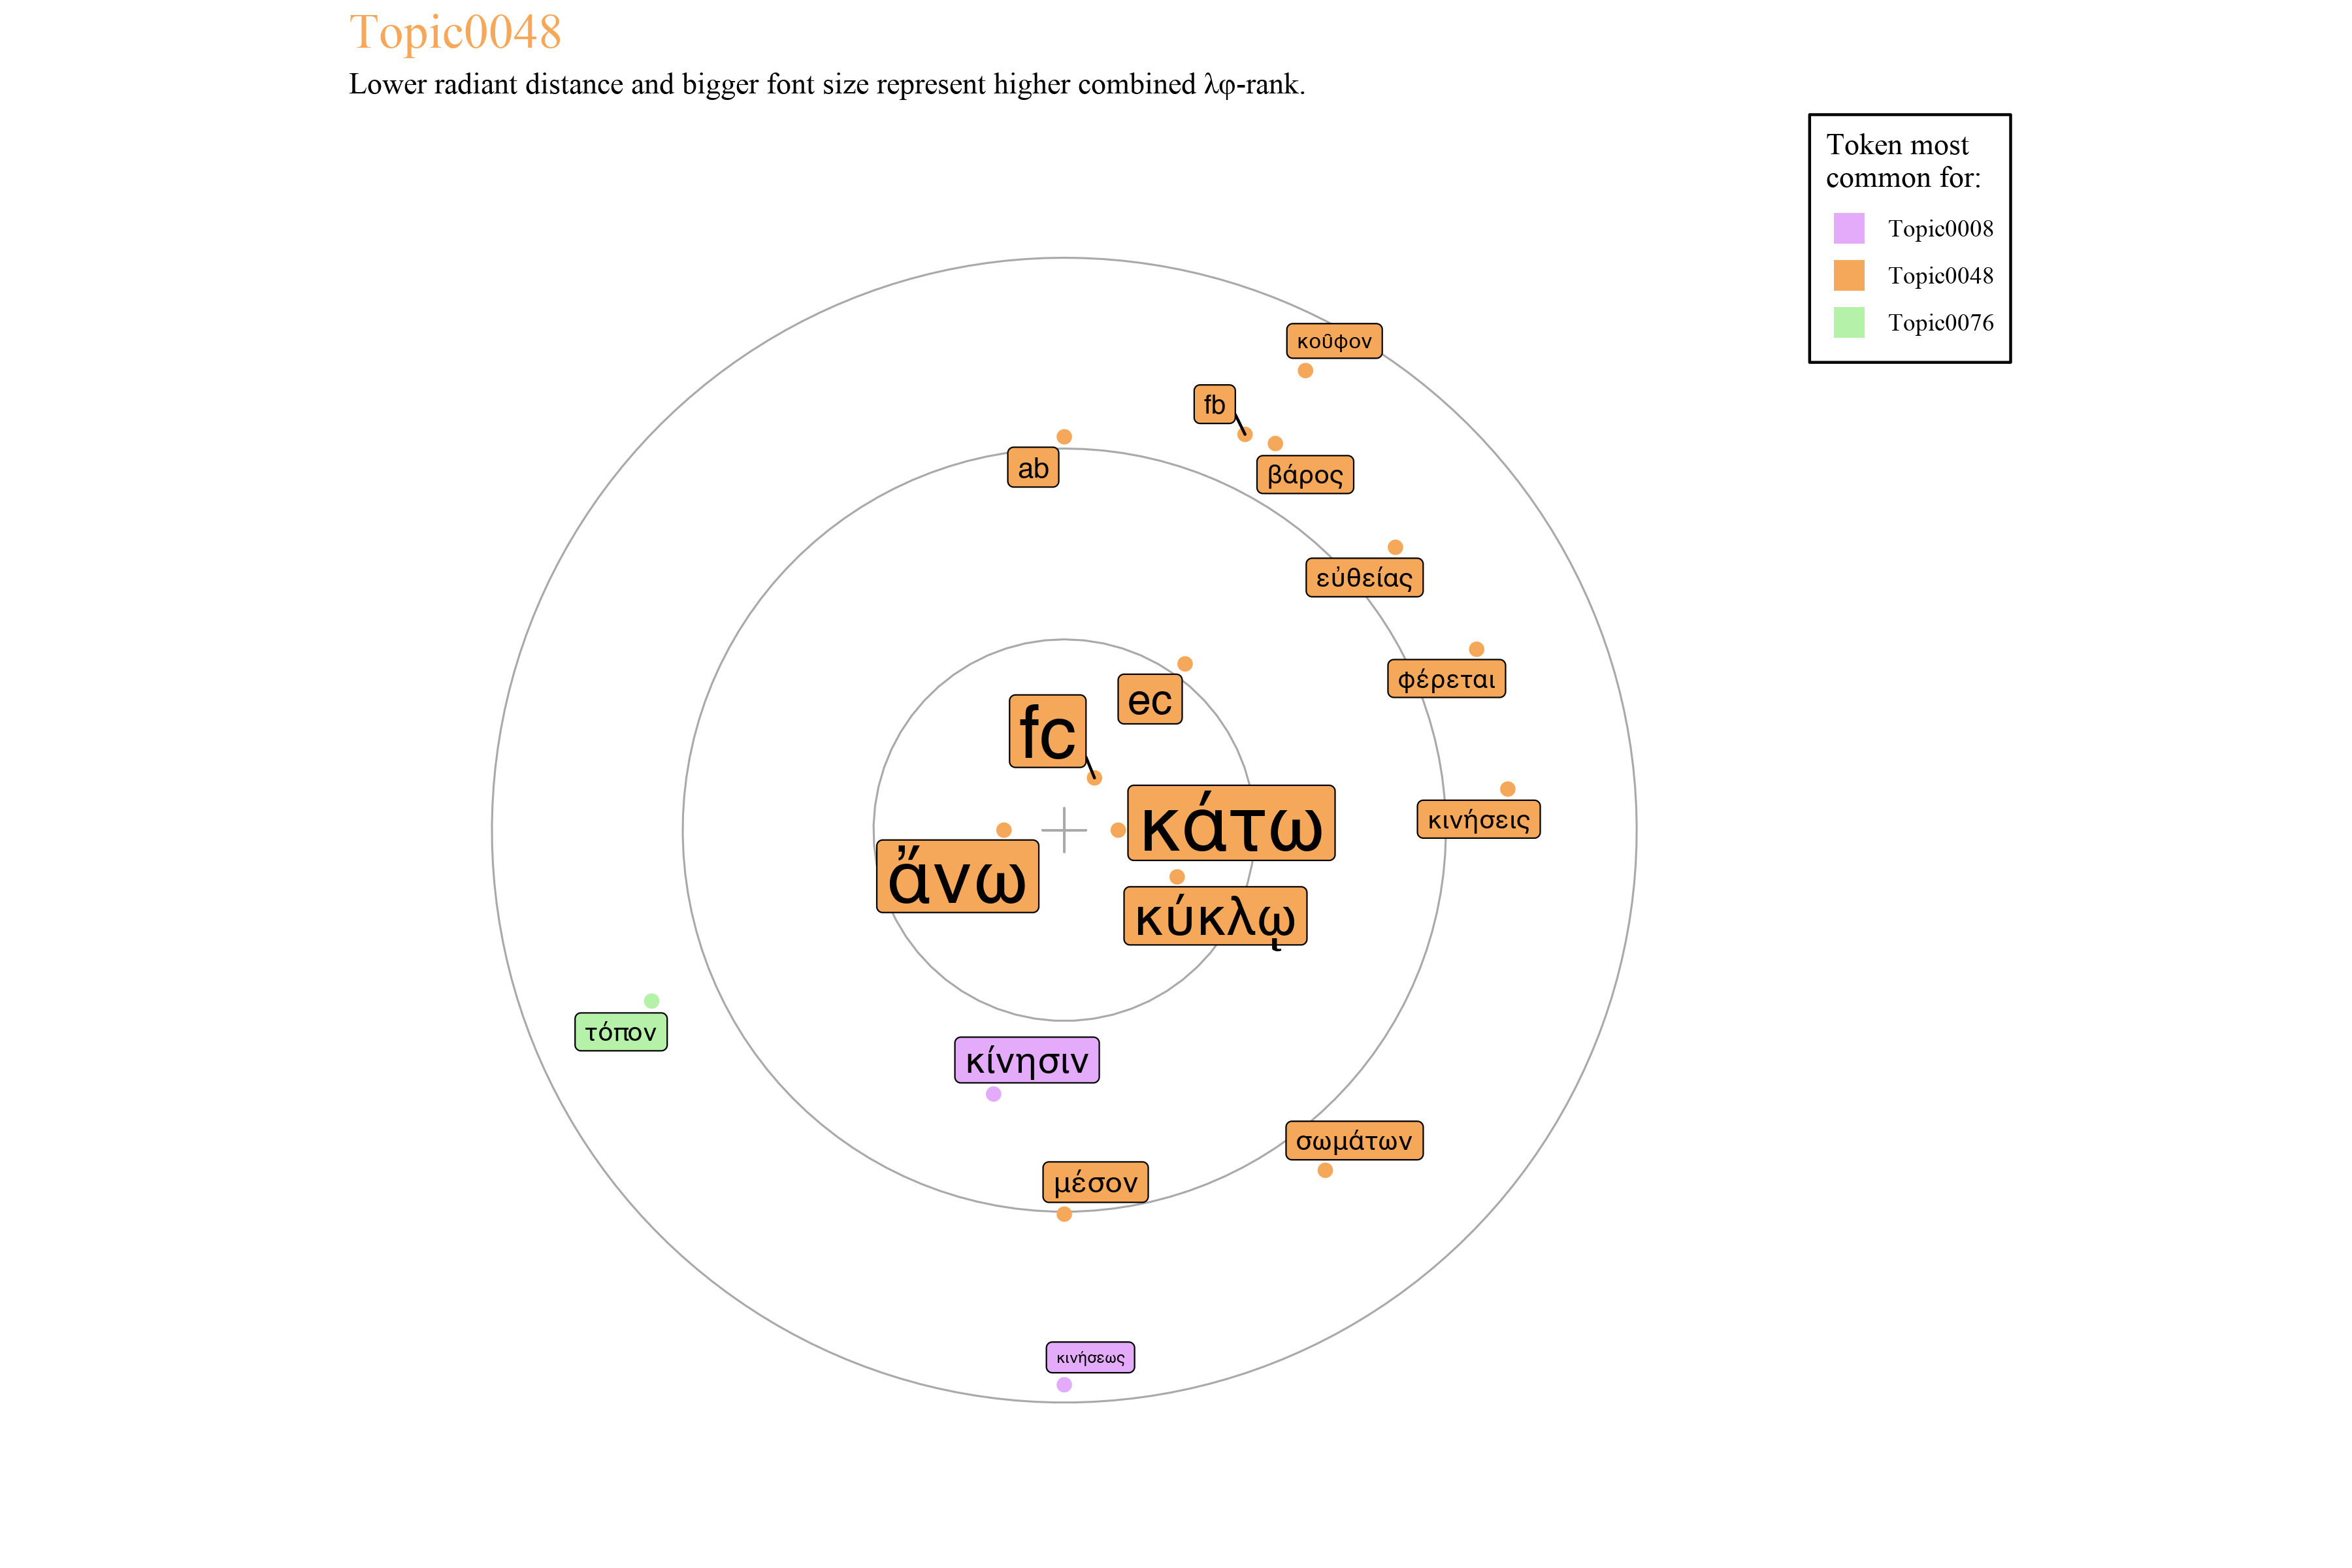 Topic0048
Lower radiant distance and bigger font size represent higher combined λφ-rank.
Token most
common for:
Topic0008
Topic0048
Topic0076
κοῦφον
fb
ab
βάρος
εὐθείας
φέρεται
ec
fc
κάτω
κινήσεις
ἄνω
κύκλῳ
τόπον
κίνησιν
σωμάτων
μέσον
κινήσεως